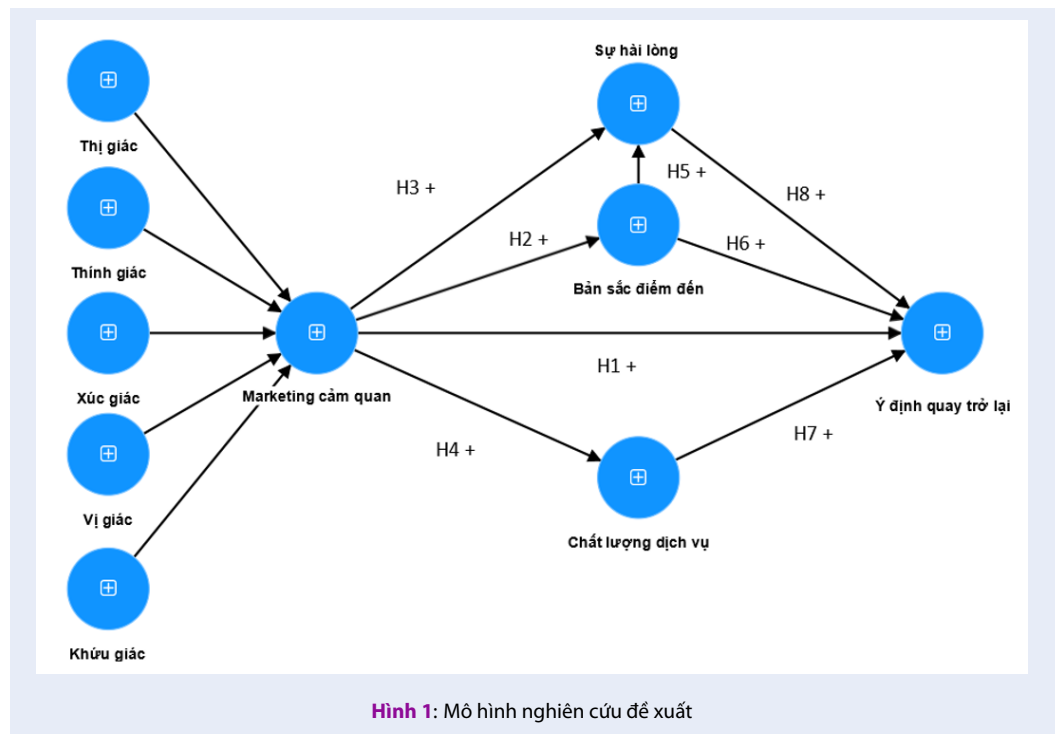 Sự hài lòng
Thị giác
H3 +
H5 +
H8 +
H2 +
H6 +
Thính giác
Bản sắc điểm đến
H1 +
Xúc giác
Marketing cảm quan
Ý định quay trở lại
H4 +
H7 +
Vị giác
Chất lượng dịch vụ
Khứu giác
Hình 1: Mô hình nghiên cứu đề xuất